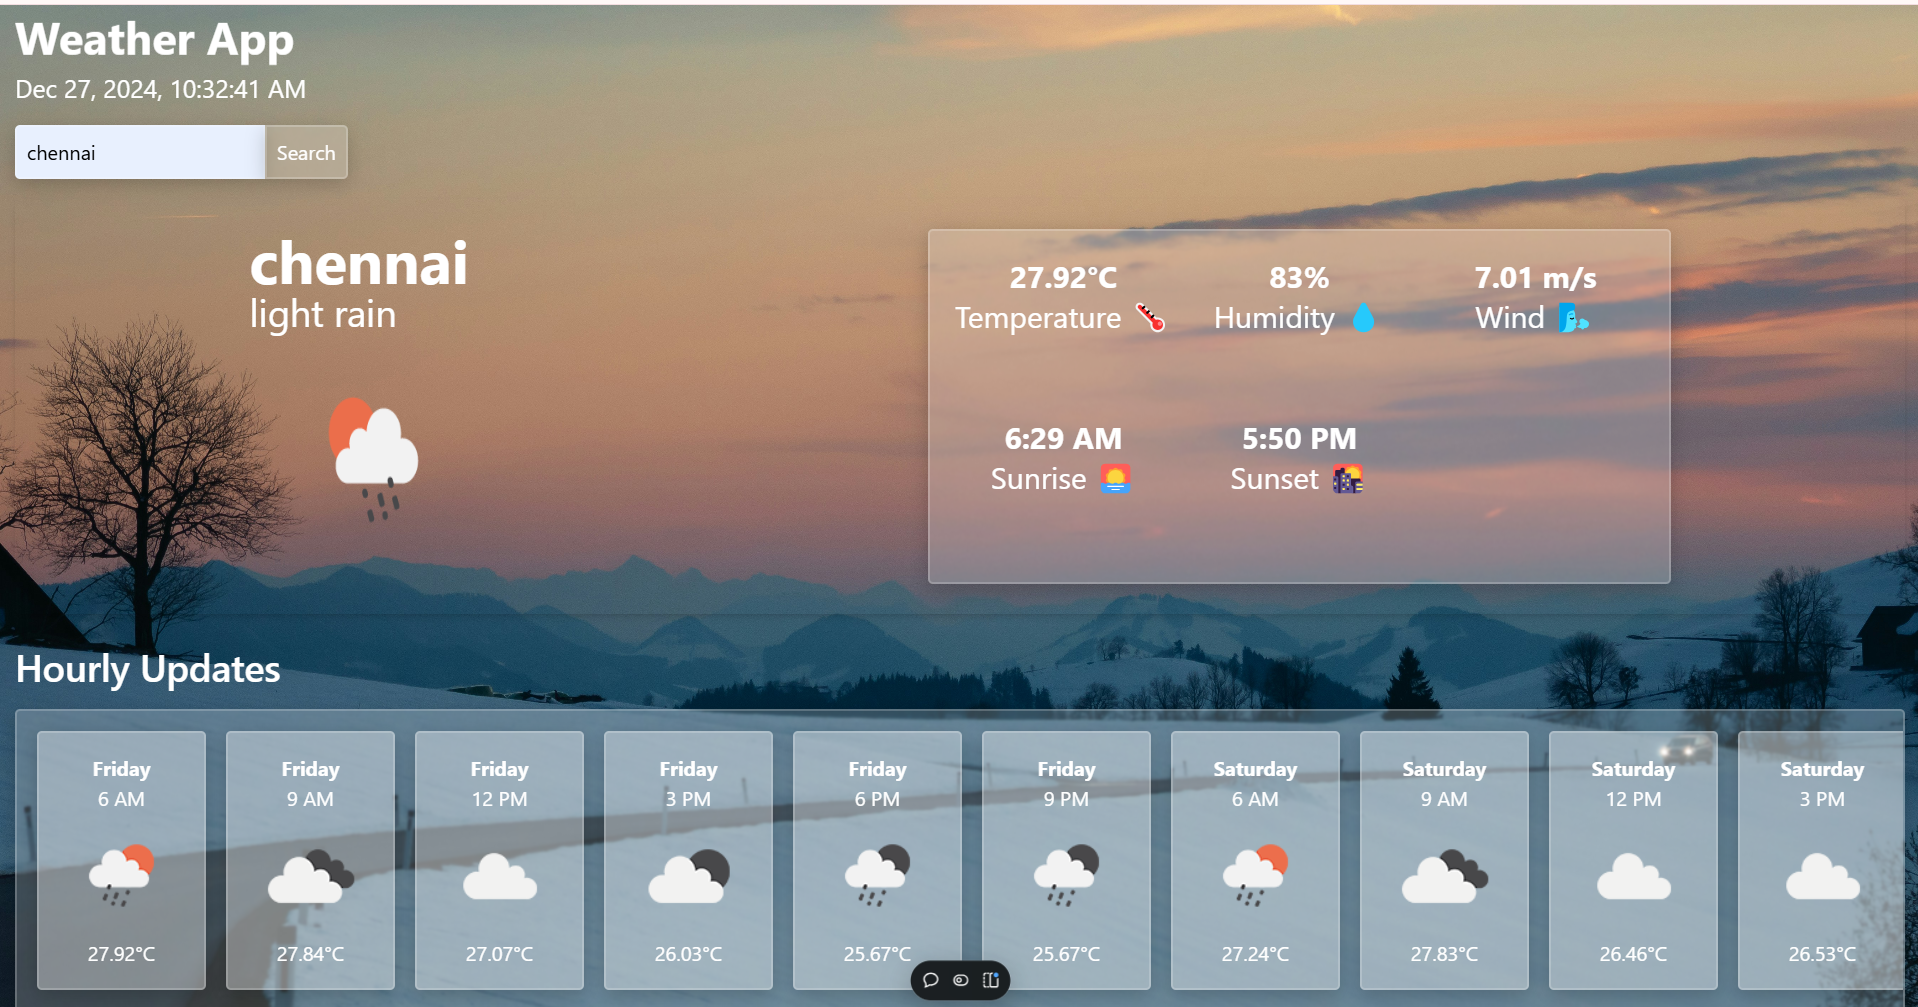 Weather App
Dec 27, 2024, 10:32:41 AM
chennai
Search
chennai
light rain
27.92°C
Temperature 🌡️
83%
Humidity 💧
7.01 m/s
Wind 🌬️
6:29 AM
Sunrise 🌅
5:50 PM
Sunset 🌆
Hourly Updates
Friday
6 AM
27.92°C
Friday
9 AM
27.84°C
Friday
12 PM
27.07°C
Friday
3 PM
26.03°C
Friday
6 PM
25.67°C
Friday
9 PM
25.67°C
Saturday
6 AM
27.24°C
Saturday
9 AM
27.83°C
Saturday
12 PM
26.46°C
Saturday
3 PM
26.53°C